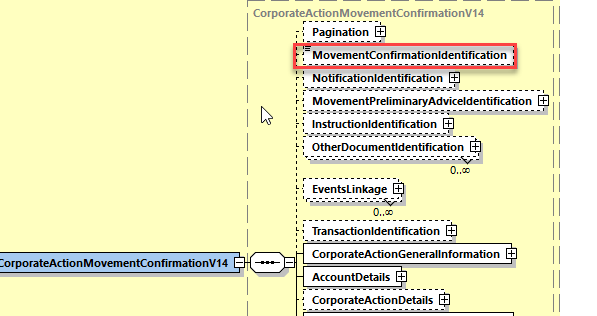 CorporateActionMovementConfirmationV14
Pagination
MovementConfirmationIdentification
NotificationIdentification
MovementPreliminaryAdviceIdentification
InstructionIdentification
OtherDocumentIdentification
0..∞
EventsLinkage
0..∞
TransactionIdentification
CorporateActionMovementConfirmationV14
CorporateActionGeneralInformation
AccountDetails
CorporateActionDetails